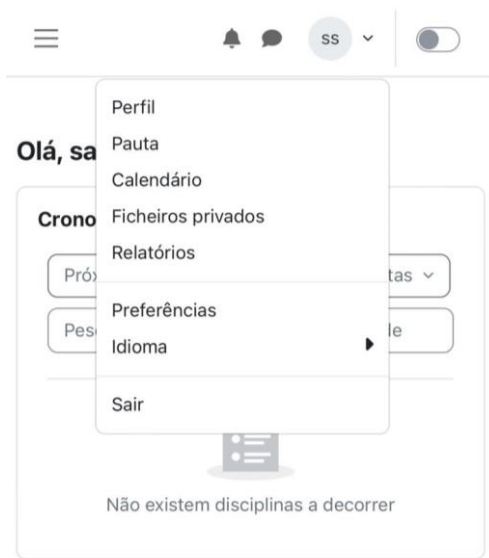 SS
Perfil
Olá, sa
Pauta
Calendário
Crono
Ficheiros privados
Relatórios
Próx
tas
Preferências
Pes
le
Idioma
Sair
Não existem disciplinas a decorrer